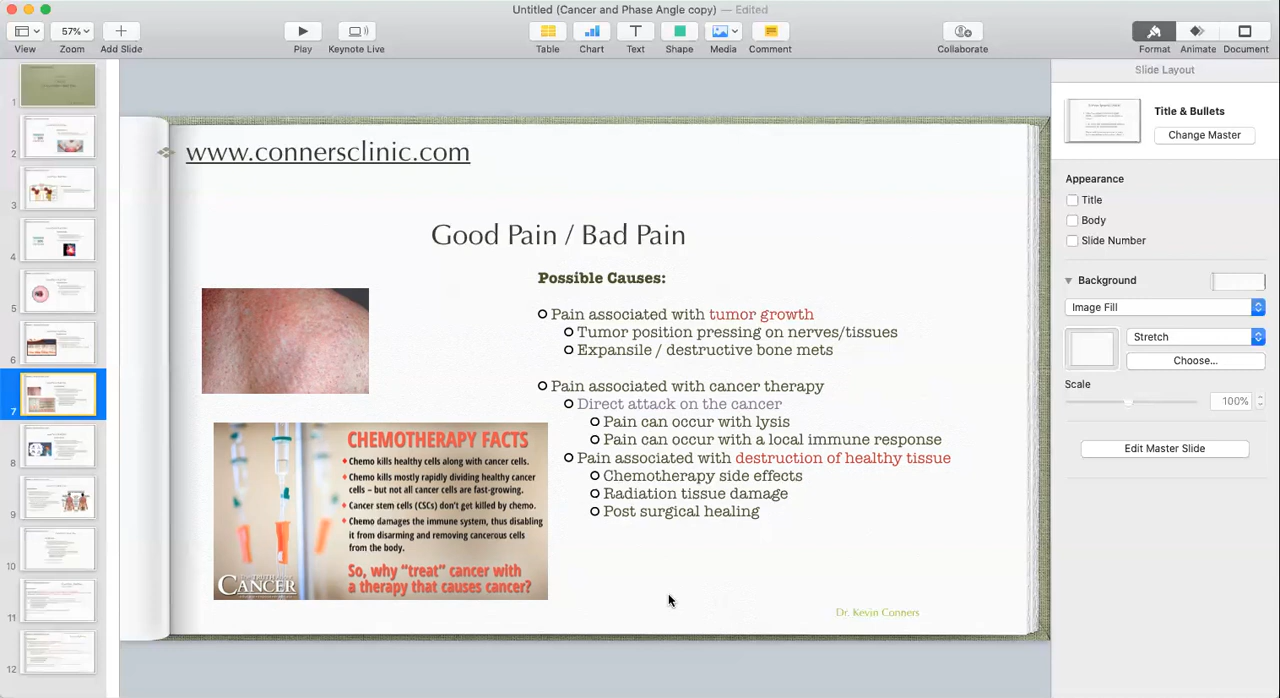 Untitled (Cancer and Phase Angle copy) — Edited
57%
View
Zoom
Add Slide
Play
Keynote Live
Table
Chart
Text
Shape
Media
Comment
Collaborate
Format
Animate
Document
1
2
3
4
5
6
7
8
9
10
11
12
www.connersclinic.com
Good Pain / Bad Pain
Possible Causes:
Pain associated with tumor growth
Tumor position pressing on nerves/tissues
Expansile / destructive bone mets
Pain associated with cancer therapy
Direct attack on the cancer
Pain can occur with lysis
Pain can occur with a local immune response
Pain associated with destruction of healthy tissue
Chemotherapy side effects
Radiation tissue damage
Post surgical healing
CHEMOTHERAPY FACTS
Chemo kills healthy cells along with cancer cells.
Chemo kills mostly rapidly dividing healthy cancer
cells – but not all cancer cells are fast-growing.
Cancer stem cells (CSCs) don't get killed by chemo.
Chemo damages the immune system, thus disabling
it from disarming and removing cancerous cells
from the body.
So, why "treat" cancer with
a therapy that causes cancer?
CANCER
Dr. Kevin Conners
Slide Layout
Title & Bullets
Change Master
Appearance
Title
Body
Slide Number
Background
Image Fill
Stretch
Choose...
Scale
100%
Edit Master Slide